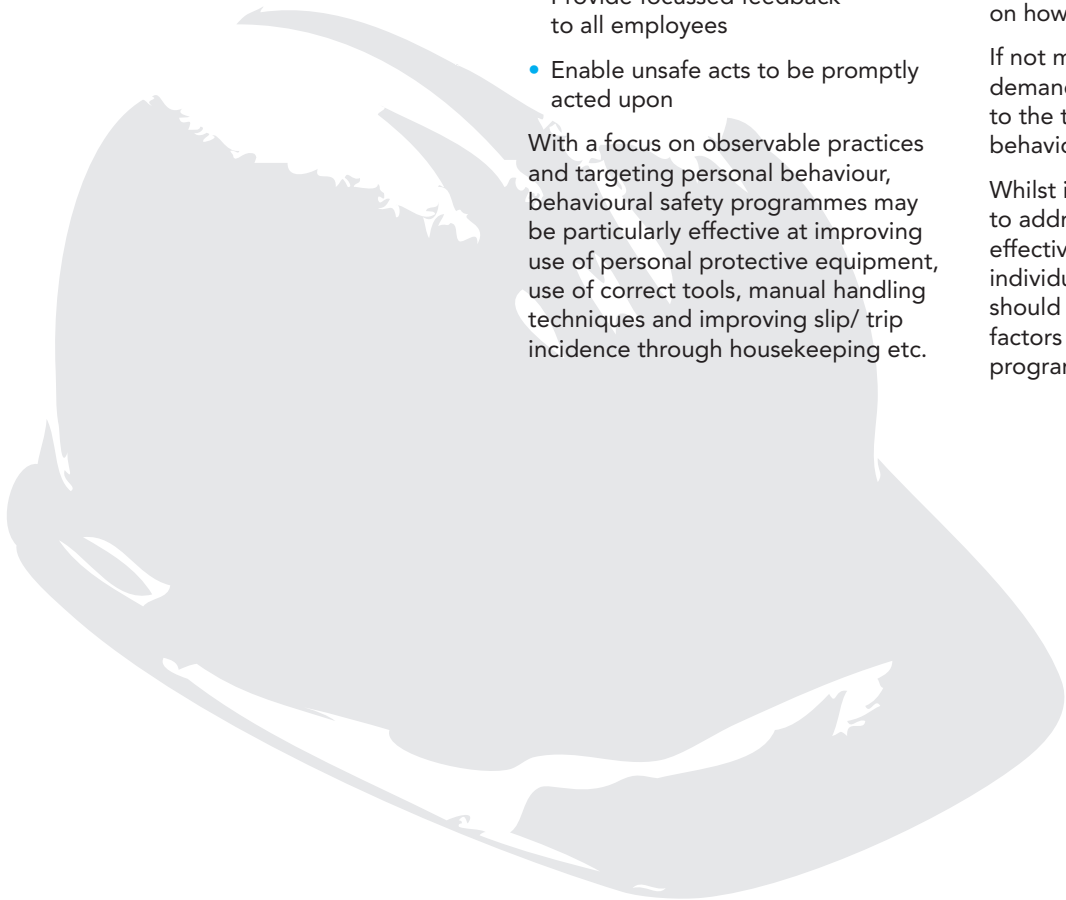 Provide focussed feedback
to all employees
• Enable unsafe acts to be promptly
acted upon
With a focus on observable practices
and targeting personal behaviour,
behavioural safety programmes may
be particularly effective at improving
use of personal protective equipment,
use of correct tools, manual handling
techniques and improving slip/ trip
incidence through housekeeping etc.
on how
If not
to the
Whilst
to
should
factors